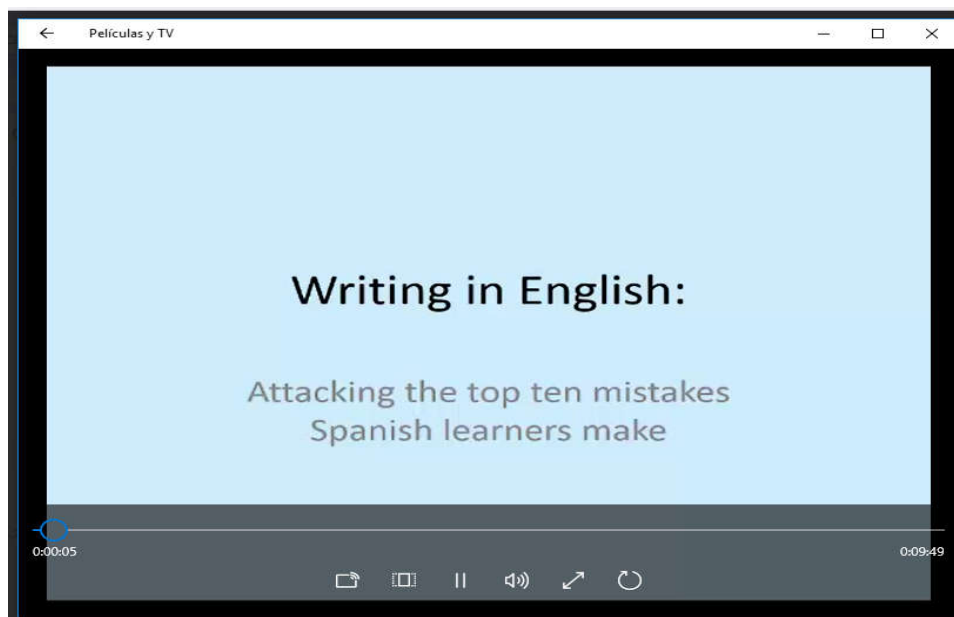 Películas y TV
Writing in English:
Attacking the top ten mistakes
Spanish learners make
0:00:05
0:09:49